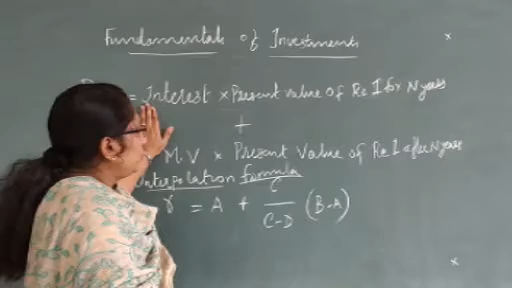 Fundamentals of Investments
= Interest × Present value of Re 1 for N years
+
M.V × Present Value of Re 1 after N years
Interpolation formula
r = A + C / C-D (B-A)